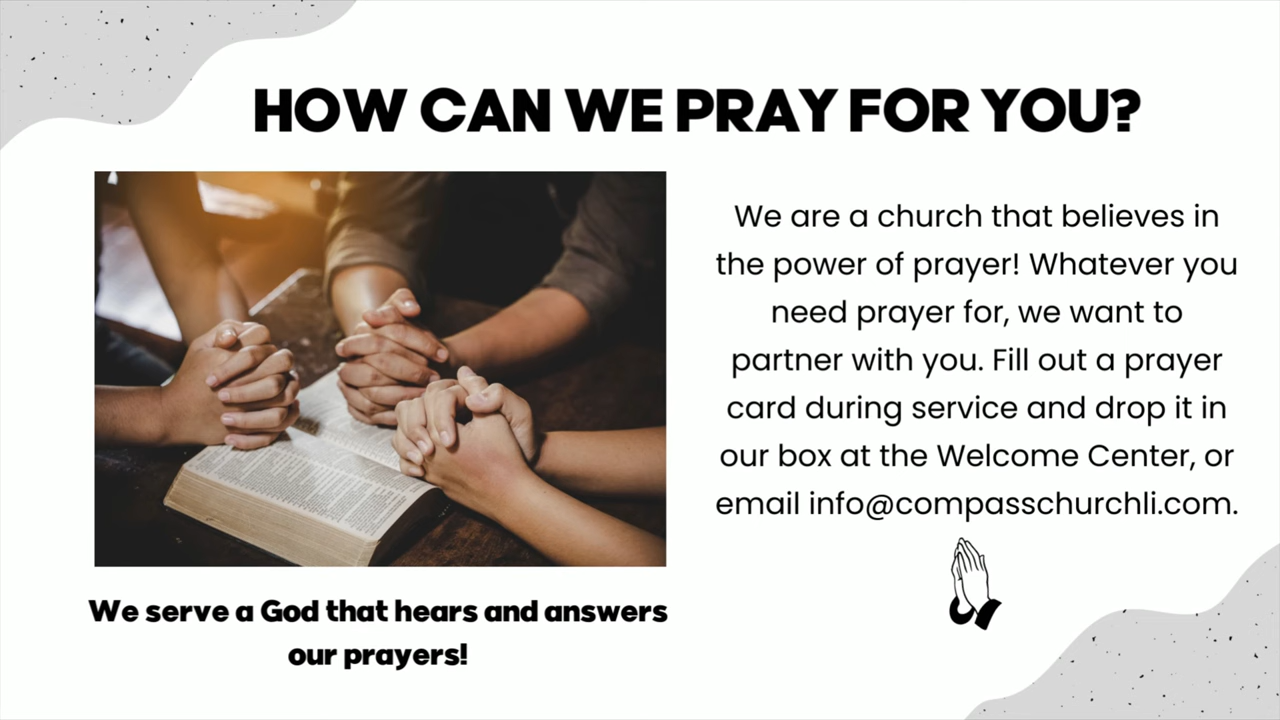 HOW CAN WE PRAY FOR YOU?
We are a church that believes in
the power of prayer! Whatever you
need prayer for, we want to
partner with you. Fill out a prayer
card during service and drop it in
our box at the Welcome Center, or
email info@compasschurchli.com.
We serve a God that hears and answers
our prayers!